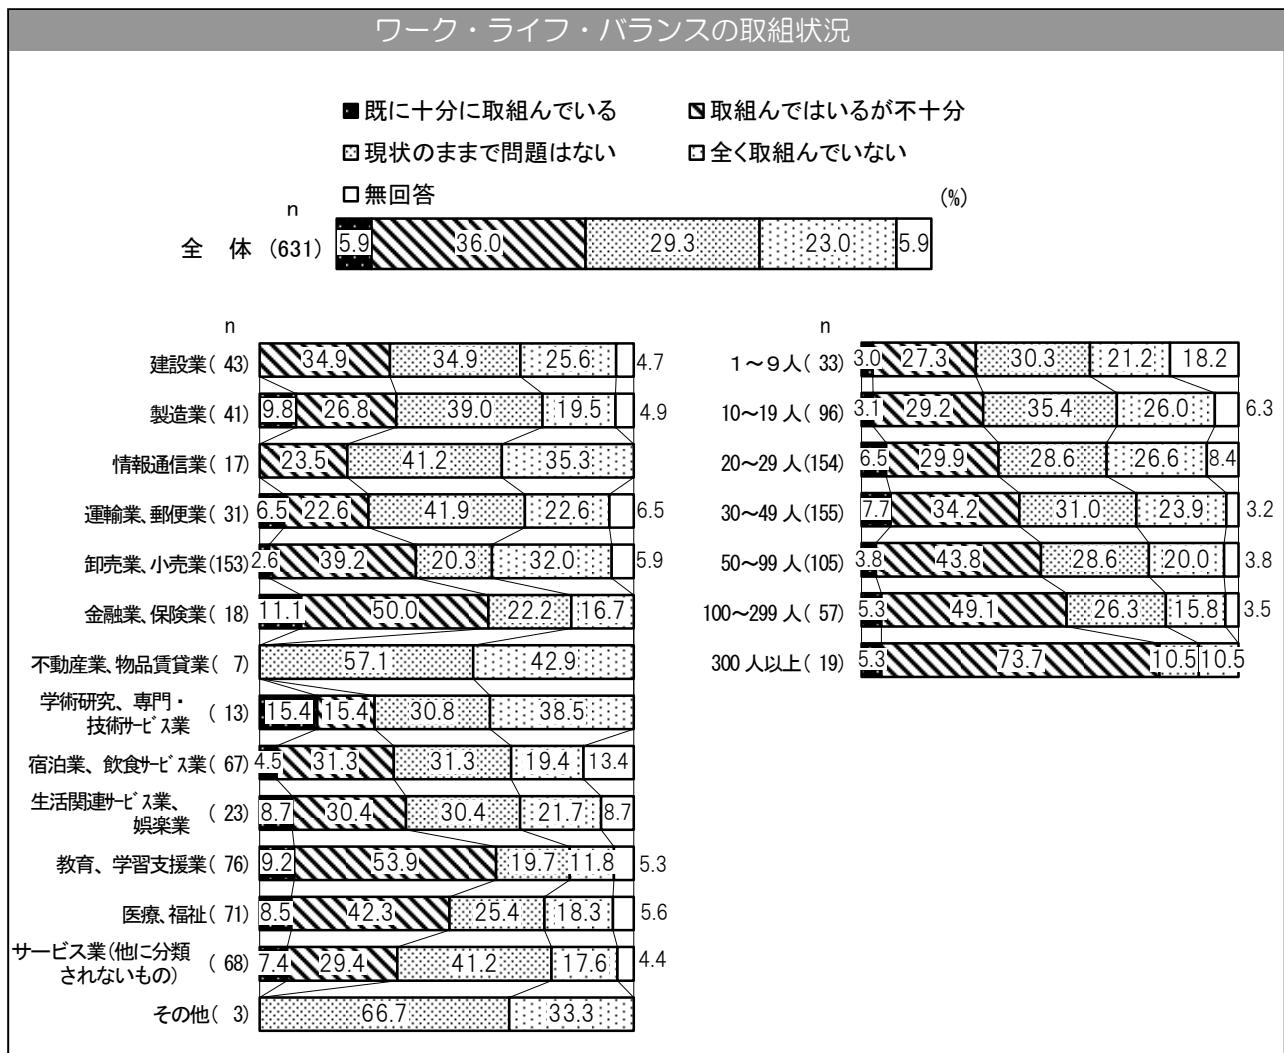 ワーク・ライフ・バランスの取組状況
■既に十分に取組んでいる 取組んではいるが不十分
現状のままで問題はない 全く取組んでいない
無回答 (%)
n
全 体 (631) 5.9 36.0 29.3 23.0 5.9
n
建設業( 43) 34.9 34.9 25.6 4.7
製造業( 41) 9.8 26.8 39.0 19.5 4.9
情報通信業( 17) 23.5 41.2 35.3
運輸業、郵便業( 31) 6.5 22.6 41.9 22.6 6.5
卸売業、小売業(153) 2.6 39.2 20.3 32.0 5.9
金融業、保険業( 18) 11.1 50.0 22.2 16.7
不動産業、物品賃貸業( 7) 57.1 42.9
学術研究、専門・
技術サービス業 ( 13) 15.4 15.4 30.8 38.5
宿泊業、飲食サービス業( 67) 4.5 31.3 31.3 19.4 13.4
生活関連サービス業、
娯楽業 ( 23) 8.7 30.4 30.4 21.7 8.7
教育、学習支援業( 76) 9.2 53.9 19.7 11.8 5.3
医療、福祉( 71) 8.5 42.3 25.4 18.3 5.6
サービス業(他に分類
されないもの) ( 68) 7.4 29.4 41.2 17.6 4.4
その他( 3) 66.7 33.3
n
1～9人( 33) 3.0 27.3 30.3 21.2 18.2
10～19人( 96) 3.1 29.2 35.4 26.0 6.3
20～29人(154) 6.5 29.9 28.6 26.6 8.4
30～49人(155) 7.7 34.2 31.0 23.9 3.2
50～99人(105) 3.8 43.8 28.6 20.0 3.8
100～299人( 57) 5.3 49.1 26.3 15.8 3.5
300人以上( 19) 5.3 73.7 10.5 10.5